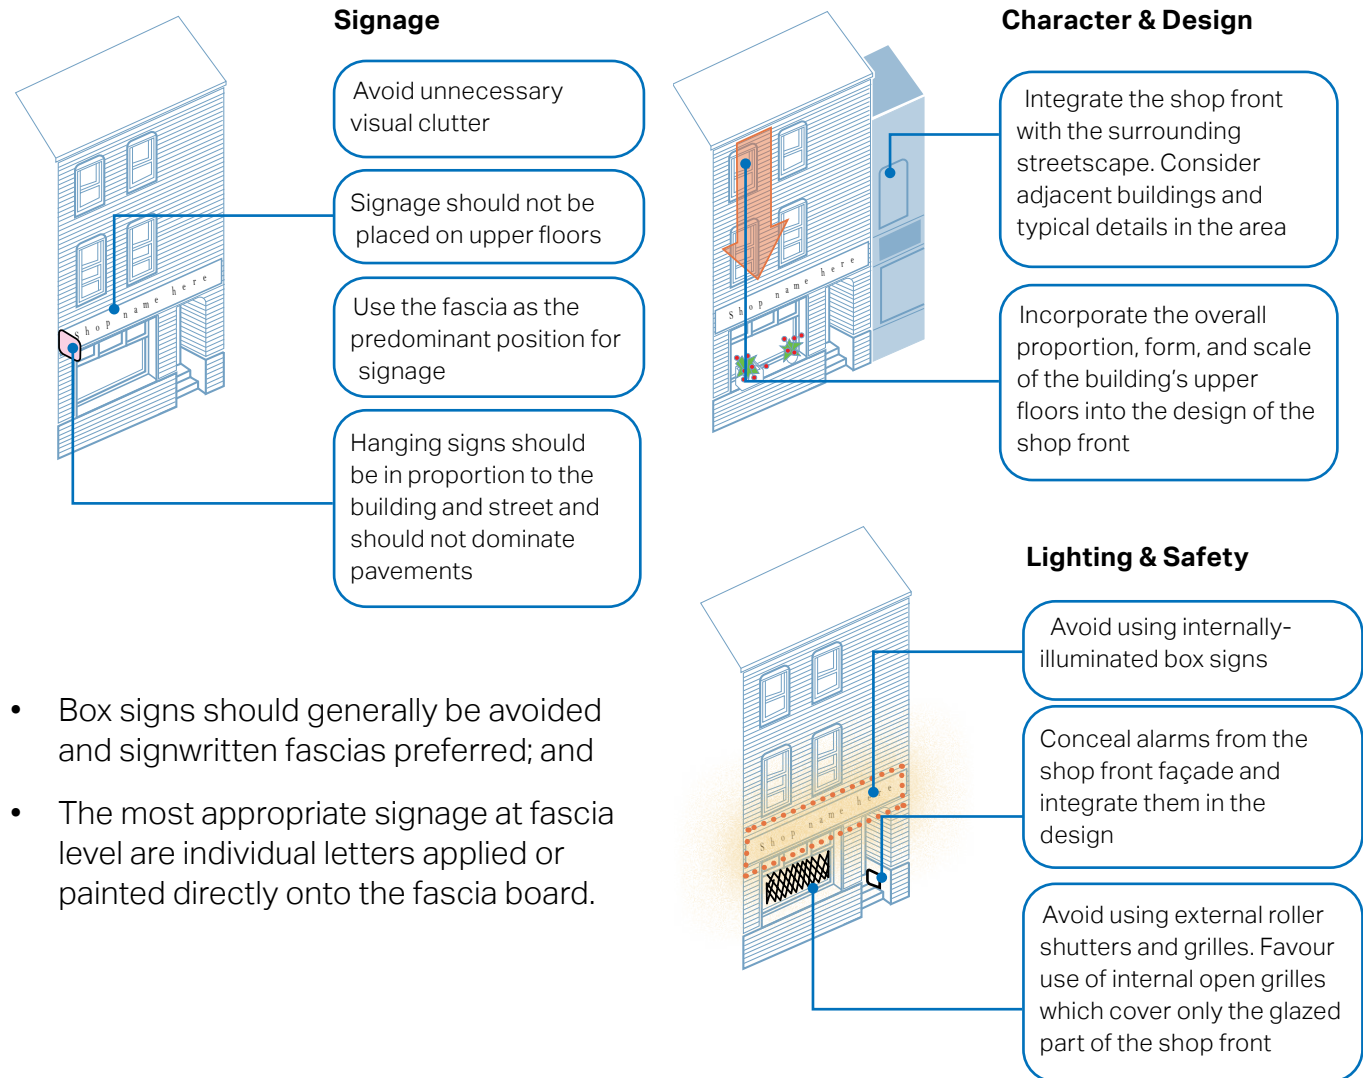 Signage
Avoid unnecessary
visual clutter
Signage should not be
placed on upper floors
Use the fascia as the
predominant position for
signage
Hanging signs should
be in proportion to the
building and street and
should not dominate
pavements
Shop name here
• Box signs should generally be avoided
and signwritten fascias preferred; and
• The most appropriate signage at fascia
level are individual letters applied or
painted directly onto the fascia board.
Character & Design
Integrate the shop front
with the surrounding
streetscape. Consider
adjacent buildings and
typical details in the area
Incorporate the overall
proportion, form, and scale
of the building’s upper
floors into the design of the
shop front
Shop name here
Lighting & Safety
Avoid using internally-
illuminated box signs
Conceal alarms from the
shop front façade and
integrate them in the
design
Avoid using external roller
shutters and grilles. Favour
use of internal open grilles
which cover only the glazed
part of the shop front
Shop name here